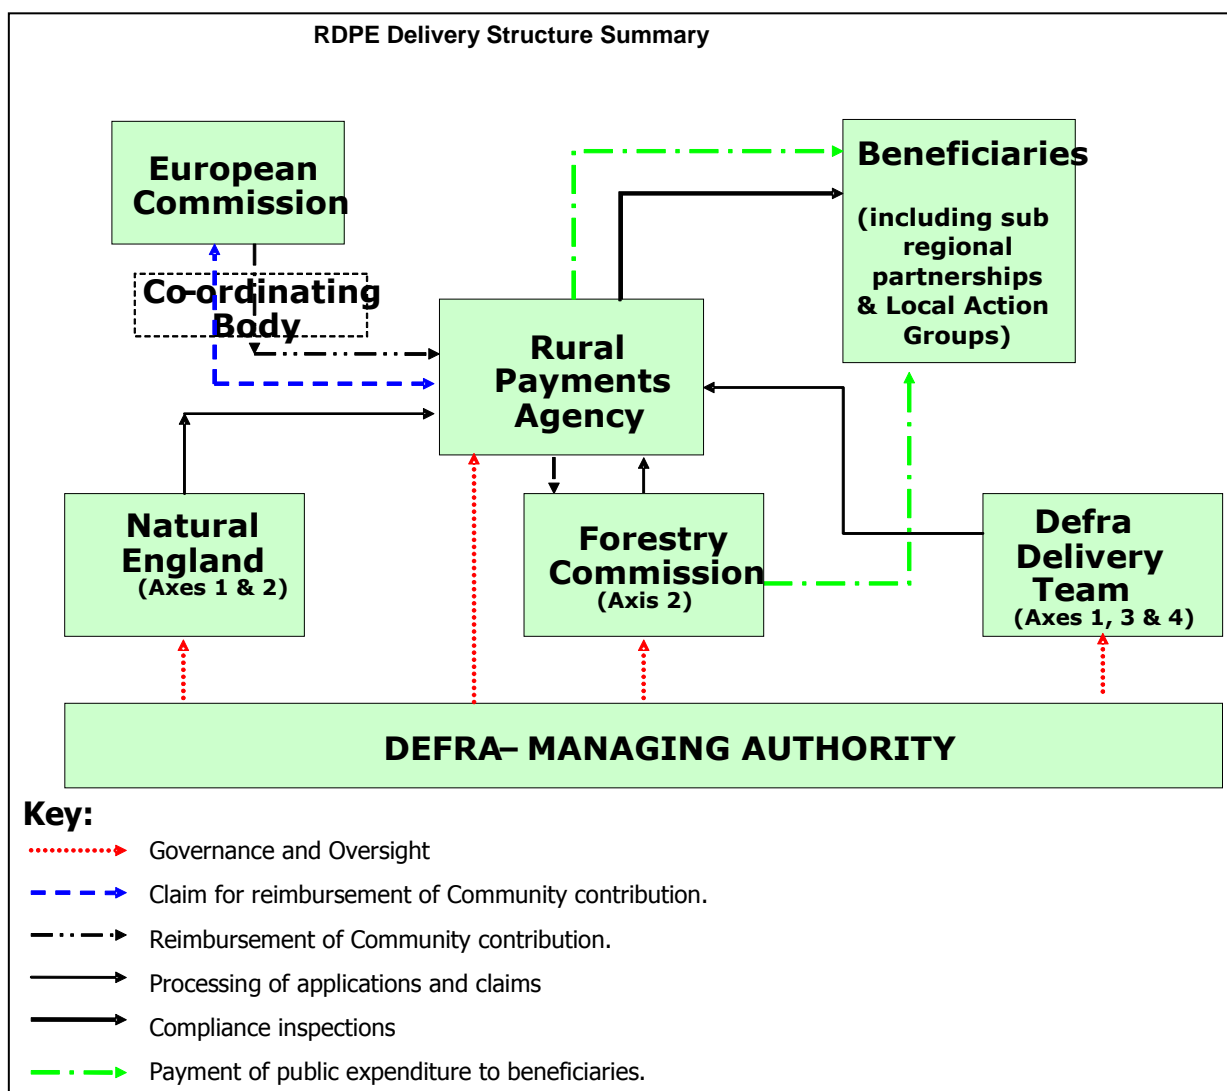 RDPE Delivery Structure Summary
European
Commission
Co-ordinating
Body
Beneficiaries
(including sub
regional
partnerships
& Local Action
Groups)
Rural
Payments
Agency
Natural
England
(Axes 1 & 2)
Forestry
Commission
(Axis 2)
Defra
Delivery
Team
(Axes 1, 3 & 4)
DEFRA– MANAGING AUTHORITY
Key:
Governance and Oversight
Claim for reimbursement of Community contribution.
Reimbursement of Community contribution.
Processing of applications and claims
Compliance inspections
Payment of public expenditure to beneficiaries.